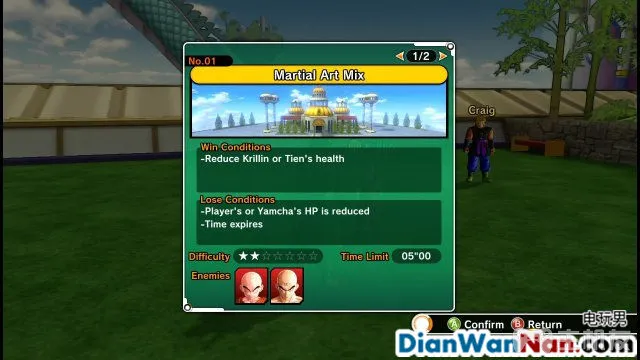 No.01
1/2
Martial Art Mix
Craig
Win Conditions
-Reduce Krillin or Tien's health
Lose Conditions
-Player's or Yamcha's HP is reduced
-Time expires
Difficulty ★★☆☆☆☆☆ Time Limit 05"00
Enemies
A Confirm B Return
电玩男
DianWanNan.com